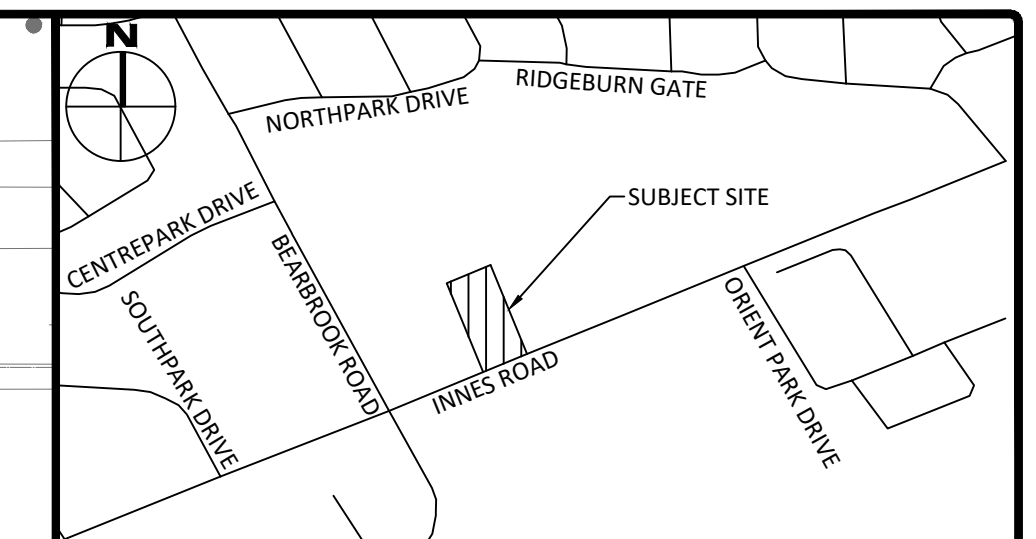 N
RIDGEBURN GATE
NORTHPARK DRIVE
SUBJECT SITE
CENTREPARK DRIVE
BEARBROOK ROAD
SOUTHPARK DRIVE
ORIENT PARK DRIVE
INNES ROAD